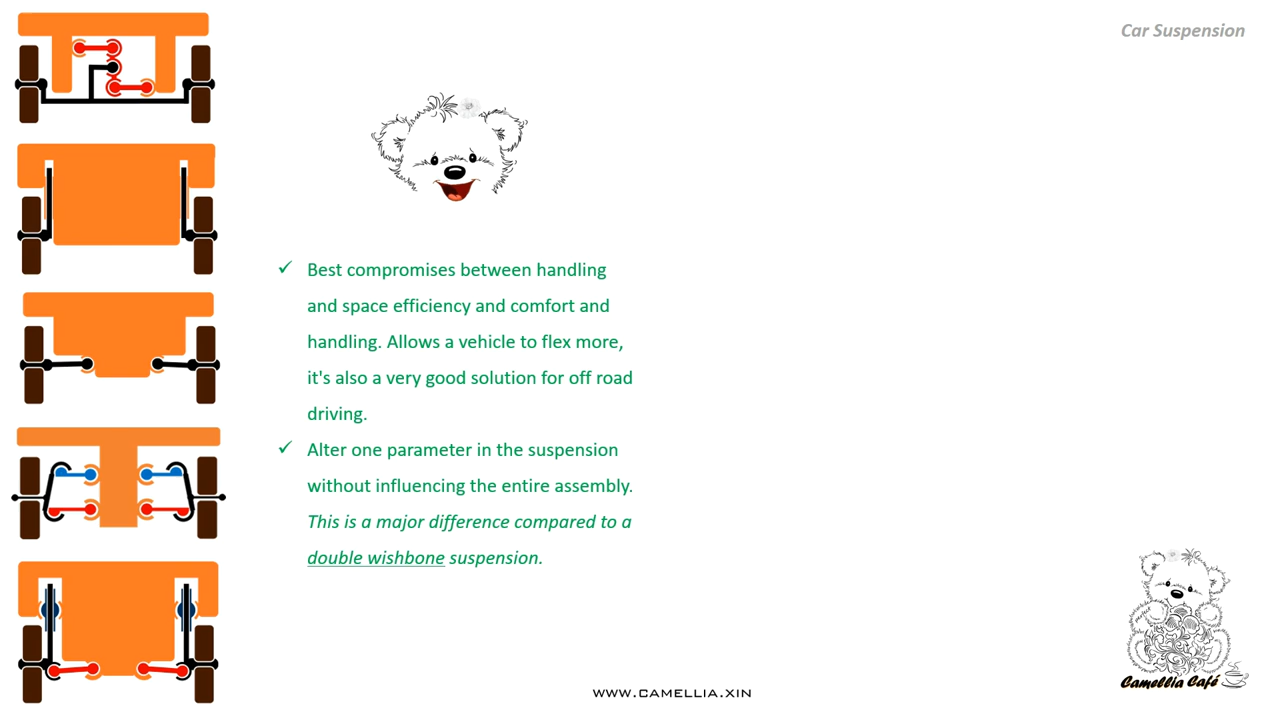 Car Suspension
✓ Best compromises between handling
and space efficiency and comfort and
handling. Allows a vehicle to flex more,
it's also a very good solution for off road
driving.
✓ Alter one parameter in the suspension
without influencing the entire assembly.
This is a major difference compared to a
double wishbone suspension.
Camellia Café
WWW.CAMELLIA.XIN